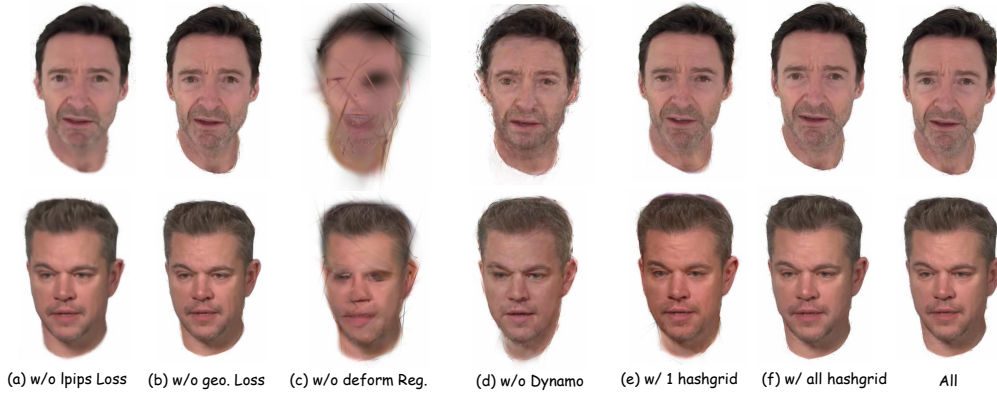 (a) w/o lpips Loss (b) w/o geo. Loss (c) w/o deform Reg. (d) w/o Dynamo (e) w/ 1 hashgrid (f) w/ all hashgrid All